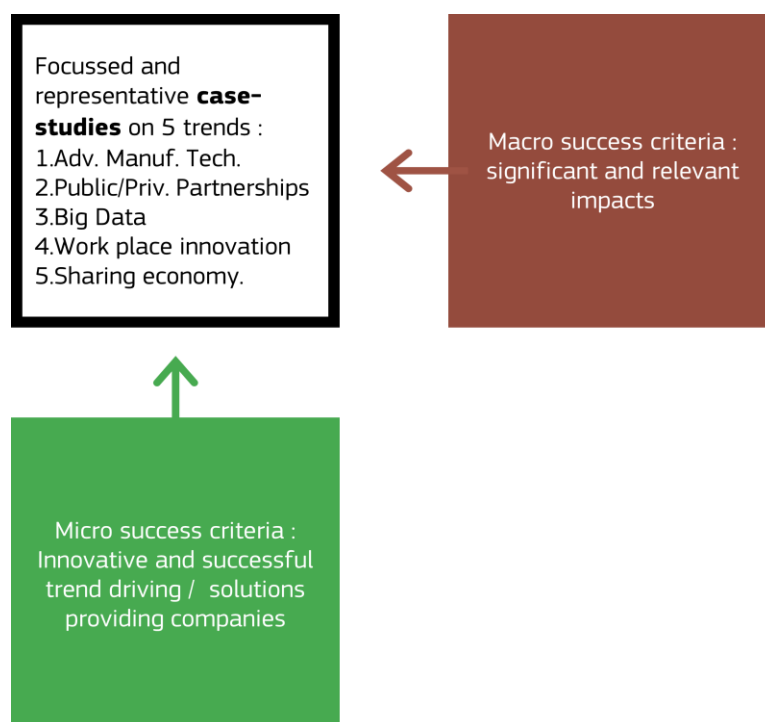 Focussed and
representative case-
studies on 5 trends :
1.Adv. Manuf. Tech.
2.Public/Priv. Partnerships
3.Big Data
4.Work place innovation
5.Sharing economy.
Macro success criteria :
significant and relevant
impacts
Micro success criteria :
Innovative and successful
trend driving / solutions
providing companies